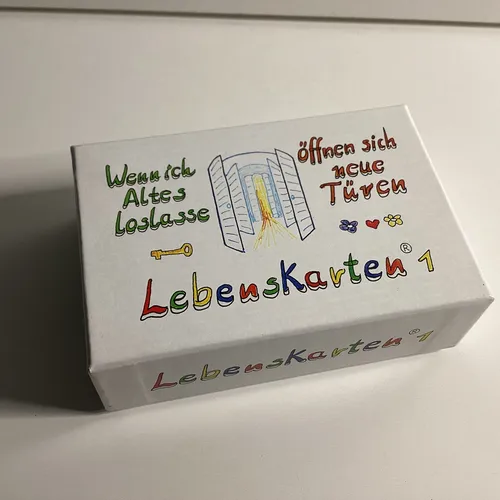 Wenn ich
Altes
loslasse
Öffnen sich
neue
Türen
LebensKarten® 1
LebensKarten® 1